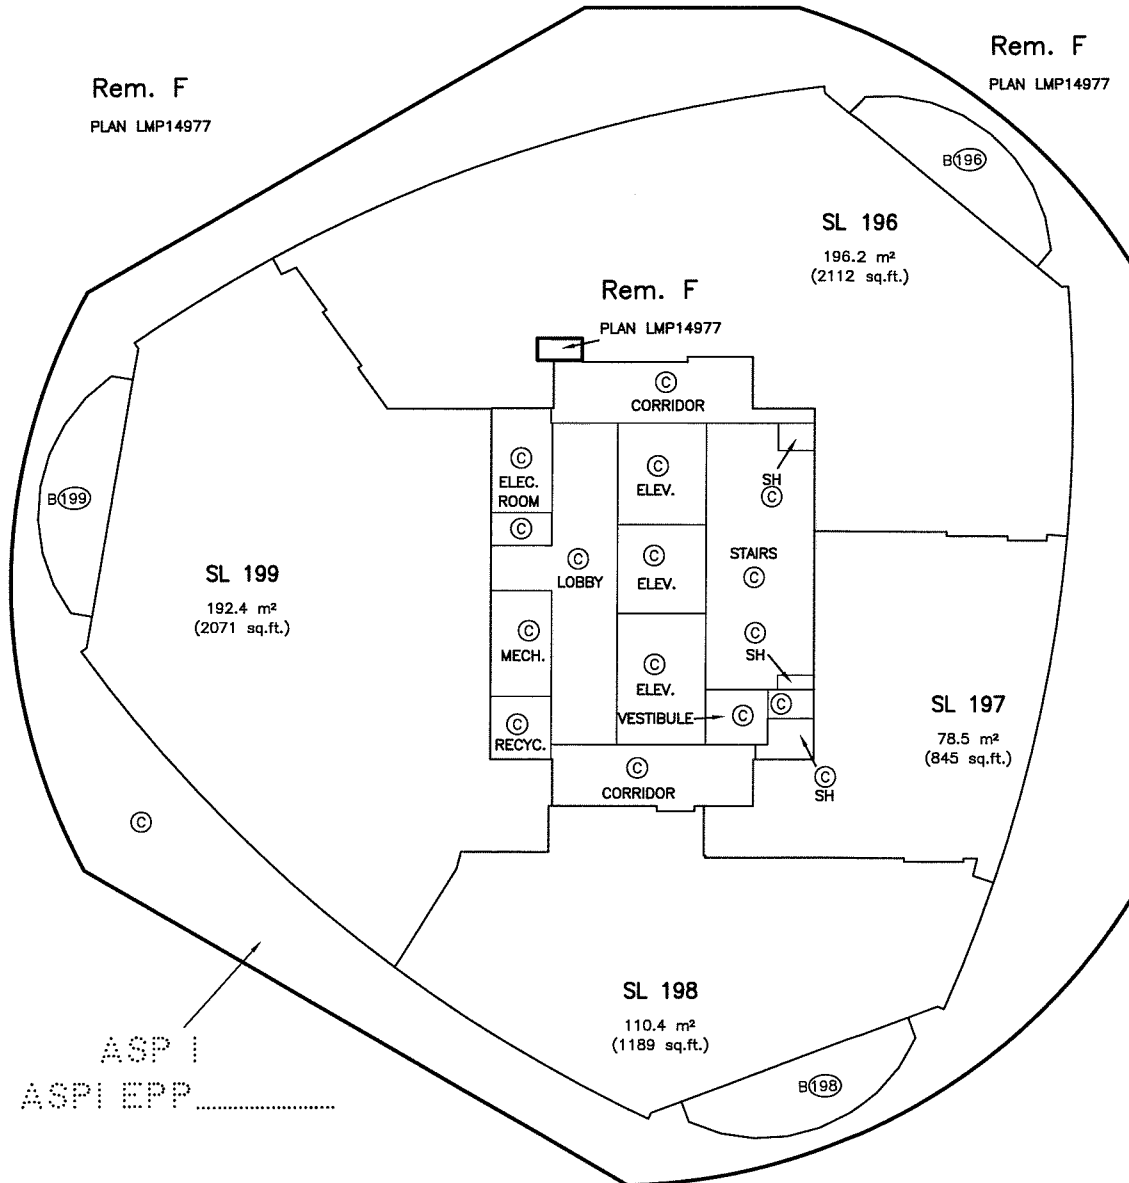 Rem. F
PLAN LMP14977
Rem. F
PLAN LMP14977
B196
SL 196
196.2 m²
(2112 sq.ft.)
Rem. F
PLAN LMP14977
C
CORRIDOR
C
ELEC.
ROOM
C
C
ELEV.
SH
C
B199
C
LOBBY
C
ELEV.
STAIRS
C
SL 199
192.4 m²
(2071 sq.ft.)
C
MECH.
C
ELEV.
C
SH
C
RECYC.
VESTIBULE
C
C
SL 197
78.5 m²
(845 sq.ft.)
C
CORRIDOR
C
SH
C
SL 198
110.4 m²
(1189 sq.ft.)
B198
ASP I
ASPI EPP